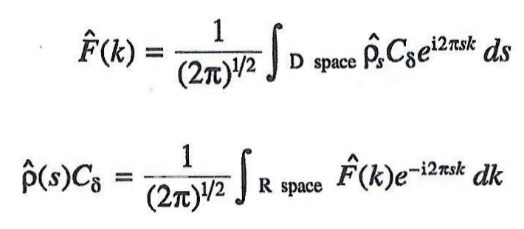 F̂(k) = 1/(2π)^{1/2} ∫_{D space} ρ̂_s C_δ e^{i2πsk} ds
ρ̂(s)C_δ = 1/(2π)^{1/2} ∫_{R space} F̂(k)e^{-i2πsk} dk